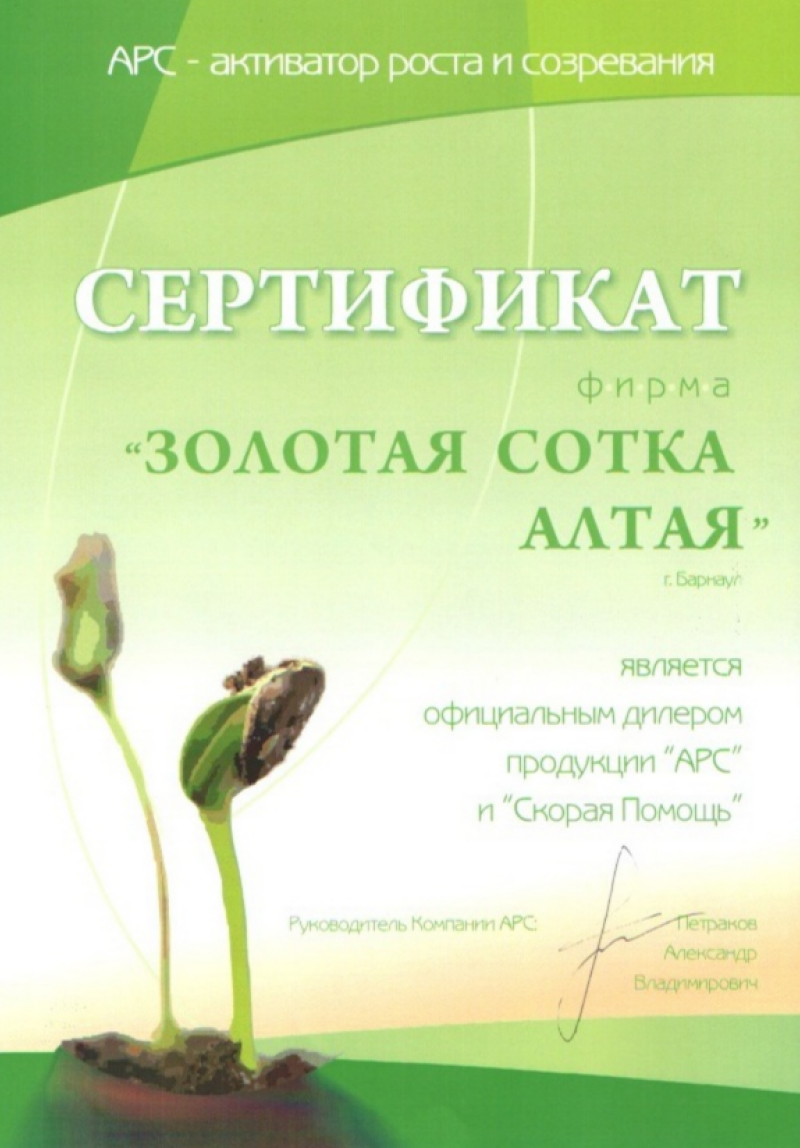 АРС - активатор роста и созревания
СЕРТИФИКАТ
ф·и·р·м·а
“ЗОЛОТАЯ СОТКА
АЛТАЯ”
г. Барнаул
является
официальным дилером
продукции “АРС”
и “Скорая Помощь”
Руководитель Компании АРС: Петраков
Александр
Владимирович